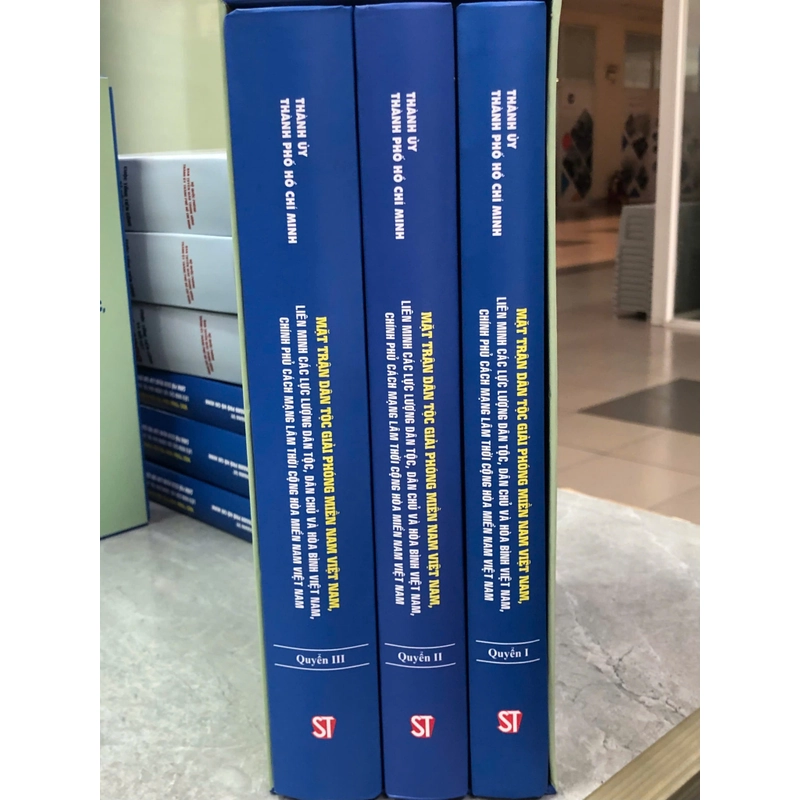 THÀNH ỦY
THÀNH PHỐ HỒ CHÍ MINH
MẶT TRẬN DÂN TỘC GIẢI PHÓNG MIỀN NAM VIỆT NAM,
LIÊN MINH CÁC LỰC LƯỢNG DÂN TỘC, DÂN CHỦ VÀ HÒA BÌNH VIỆT NAM,
CHÍNH PHỦ CÁCH MẠNG LÂM THỜI CỘNG HÒA MIỀN NAM VIỆT NAM
Quyển III
ST
THÀNH ỦY
THÀNH PHỐ HỒ CHÍ MINH
MẶT TRẬN DÂN TỘC GIẢI PHÓNG MIỀN NAM VIỆT NAM,
LIÊN MINH CÁC LỰC LƯỢNG DÂN TỘC, DÂN CHỦ VÀ HÒA BÌNH VIỆT NAM,
CHÍNH PHỦ CÁCH MẠNG LÂM THỜI CỘNG HÒA MIỀN NAM VIỆT NAM
Quyển II
ST
THÀNH ỦY
THÀNH PHỐ HỒ CHÍ MINH
MẶT TRẬN DÂN TỘC GIẢI PHÓNG MIỀN NAM VIỆT NAM,
LIÊN MINH CÁC LỰC LƯỢNG DÂN TỘC, DÂN CHỦ VÀ HÒA BÌNH VIỆT NAM,
CHÍNH PHỦ CÁCH MẠNG LÂM THỜI CỘNG HÒA MIỀN NAM VIỆT NAM
Quyển I
ST